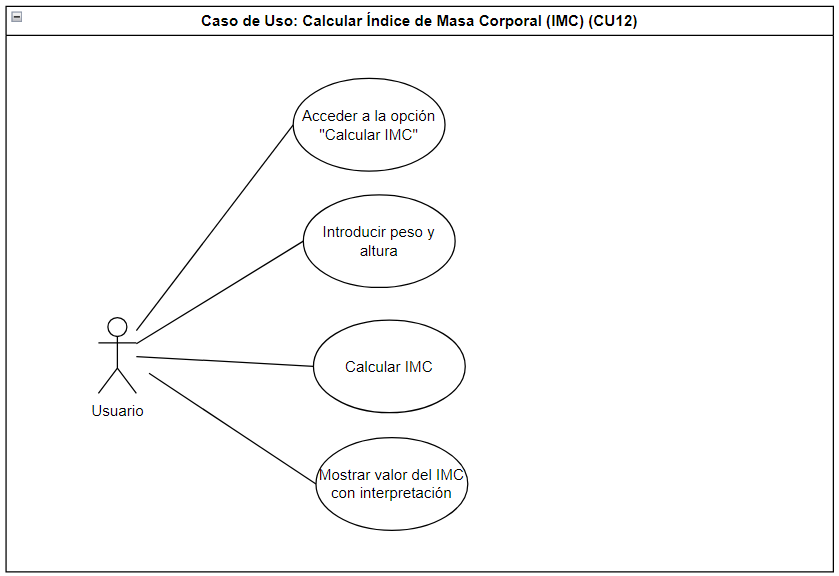 Caso de Uso: Calcular Índice de Masa Corporal (IMC) (CU12)
Acceder a la opción
"Calcular IMC"
Introducir peso y
altura
Calcular IMC
Usuario
Mostrar valor del IMC
con interpretación